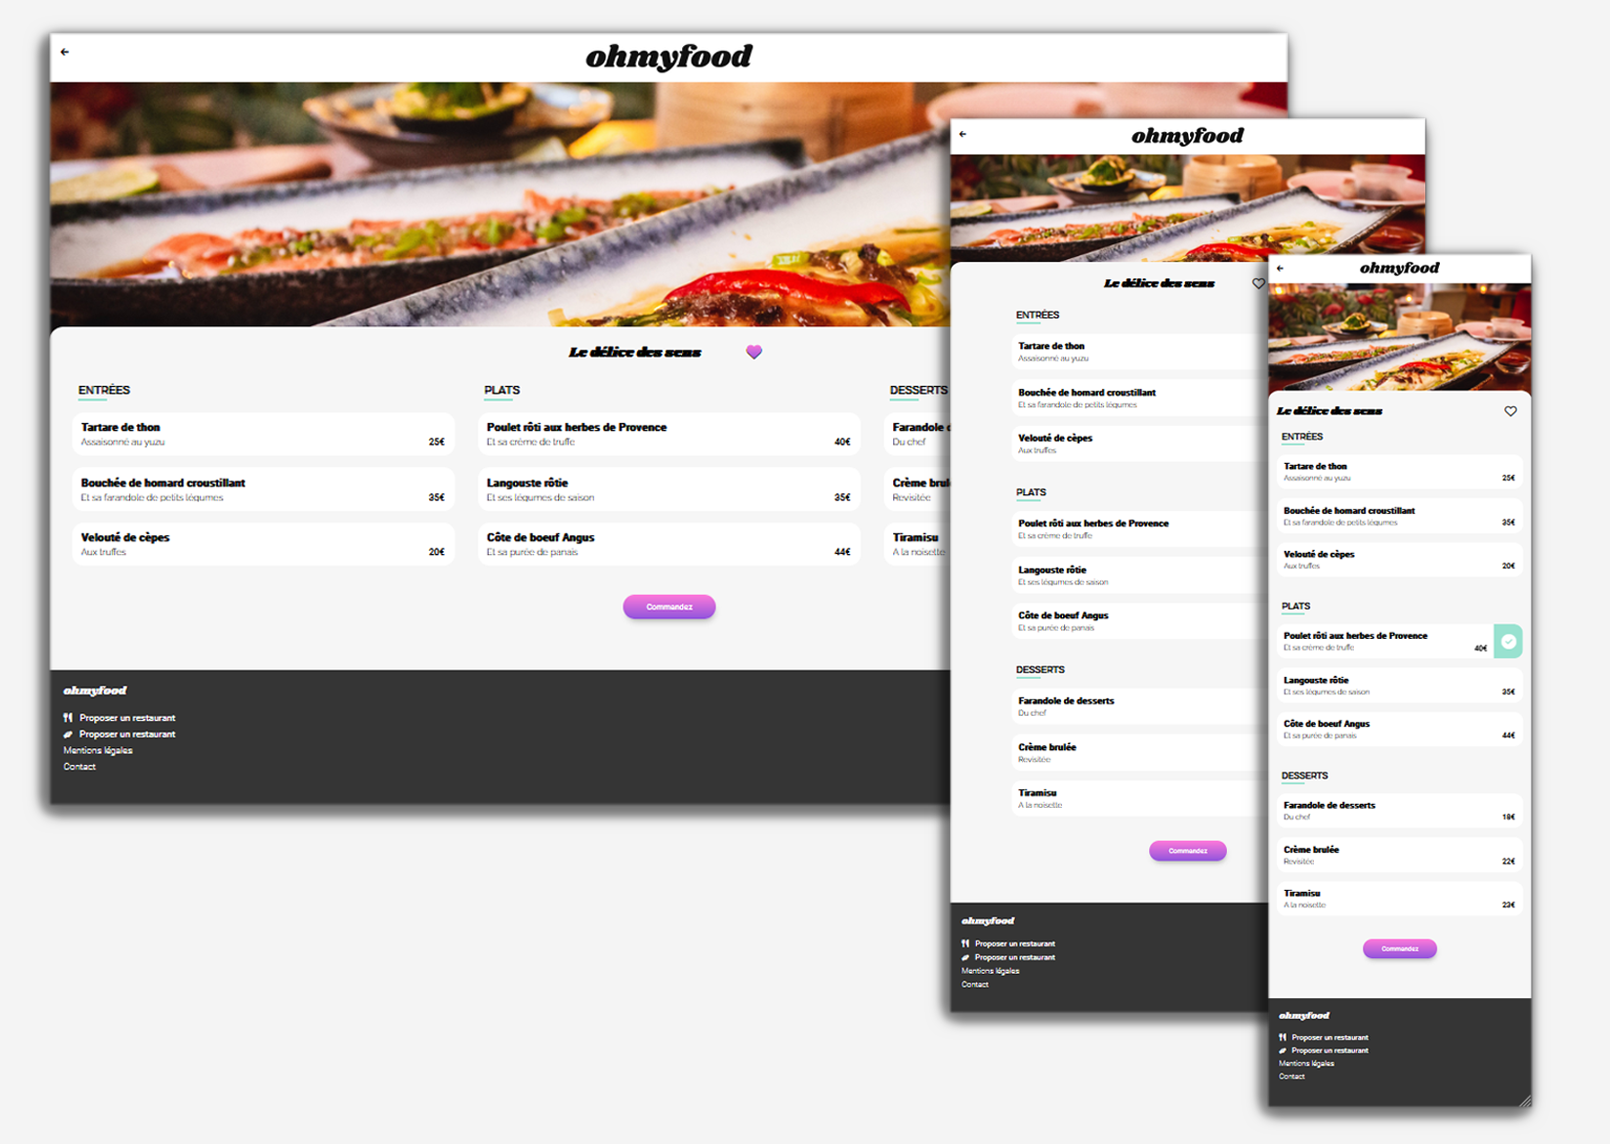 ohmyfood
Le délice des sens
ENTRÉES
Tartare de thon
Assaisonné au yuzu
25€
Bouchée de homard croustillant
Et sa farandole de petits légumes
35€
Velouté de cèpes
Aux truffes
20€
PLATS
Poulet rôti aux herbes de Provence
Et sa crème de truffe
40€
Langouste rôtie
Et ses légumes de saison
35€
Côte de boeuf Angus
Et sa purée de panais
44€
DESSERTS
Farandole d
Du chef
Crème brul
Revisitée
Tiramisu
A la noisette
Commandez
ohmyfood
Proposer un restaurant
Proposer un restaurant
Mentions légales
Contact
ohmyfood
Le délice des sens
ENTRÉES
Tartare de thon
Assaisonné au yuzu
Bouchée de homard croustillant
Et sa farandole de petits légumes
Velouté de cèpes
Aux truffes
PLATS
Poulet rôti aux herbes de Provence
Et sa crème de truffe
Langouste rôtie
Et ses légumes de saison
Côte de boeuf Angus
Et sa purée de panais
DESSERTS
Farandole de desserts
Du chef
Crème brulée
Revisitée
Tiramisu
A la noisette
Commandez
ohmyfood
Proposer un restaurant
Proposer un restaurant
Mentions légales
Contact
ohmyfood
Le délice des sens
ENTRÉES
Tartare de thon
Assaisonné au yuzu
25€
Bouchée de homard croustillant
Et sa farandole de petits légumes
35€
Velouté de cèpes
Aux truffes
20€
PLATS
Poulet rôti aux herbes de Provence
Et sa crème de truffe
40€
Langouste rôtie
Et ses légumes de saison
35€
Côte de boeuf Angus
Et sa purée de panais
44€
DESSERTS
Farandole de desserts
Du chef
18€
Crème brulée
Revisitée
22€
Tiramisu
A la noisette
23€
Commandez
ohmyfood
Proposer un restaurant
Proposer un restaurant
Mentions légales
Contact